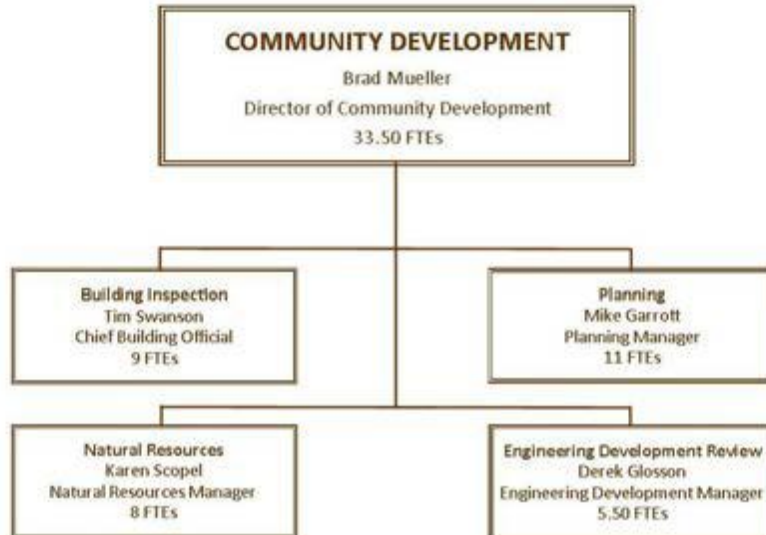 COMMUNITY DEVELOPMENT
Brad Mueller
Director of Community Development
33.50 FTEs
Building Inspection
Tim Swanson
Chief Building Official
9 FTEs
Planning
Mike Garrott
Planning Manager
11 FTEs
Natural Resources
Karen Scopel
Natural Resources Manager
8 FTEs
Engineering Development Review
Derek Glosson
Engineering Development Manager
5.50 FTEs